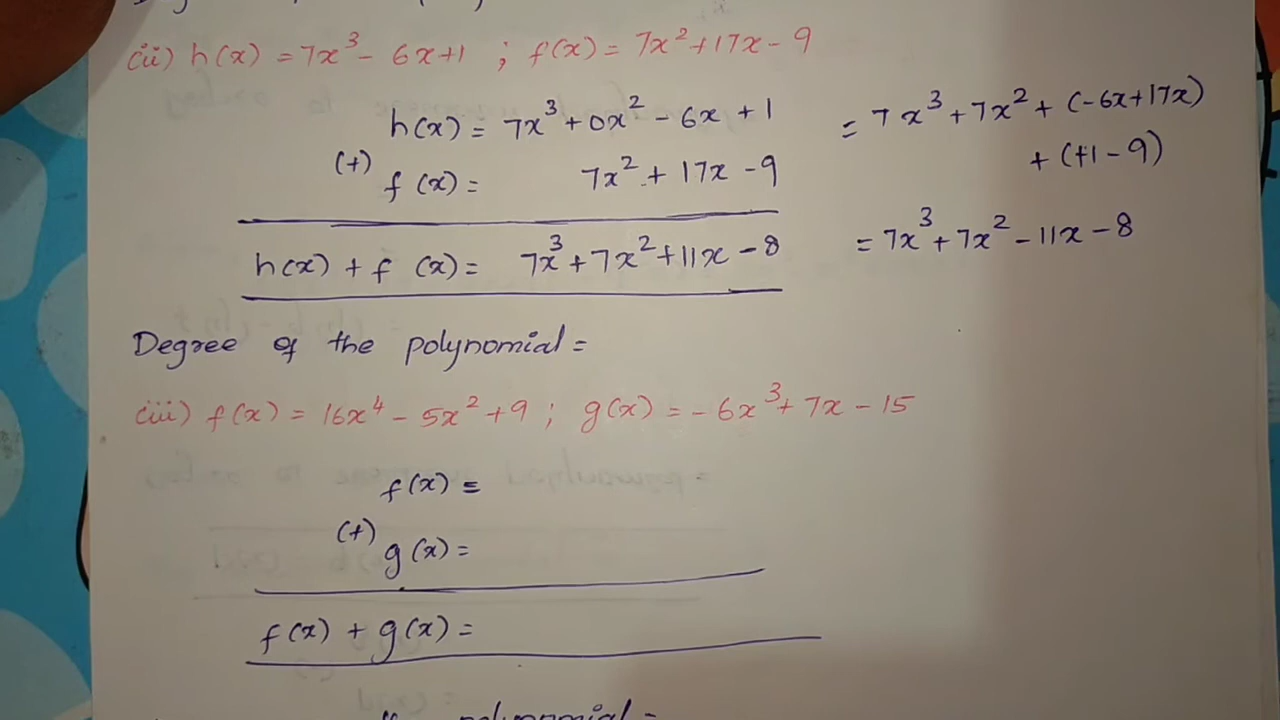 (ii) h(x) = 7x³ - 6x+1 ; f(x) = 7x²+17x - 9
h(x) = 7x³ + 0x² - 6x + 1
(+)
f(x) = 7x² + 17x - 9
h(x) + f(x) = 7x³ + 7x² + 11x - 8
= 7x³ + 7x² + (-6x+17x)
+ (+1 - 9)
= 7x³ + 7x² - 11x - 8
Degree of the polynomial =
(iii) f(x) = 16x⁴ - 5x² + 9 ; g(x) = - 6x³ + 7x - 15
f(x) =
(+)
g(x) =
f(x) + g(x) =
polynomial =